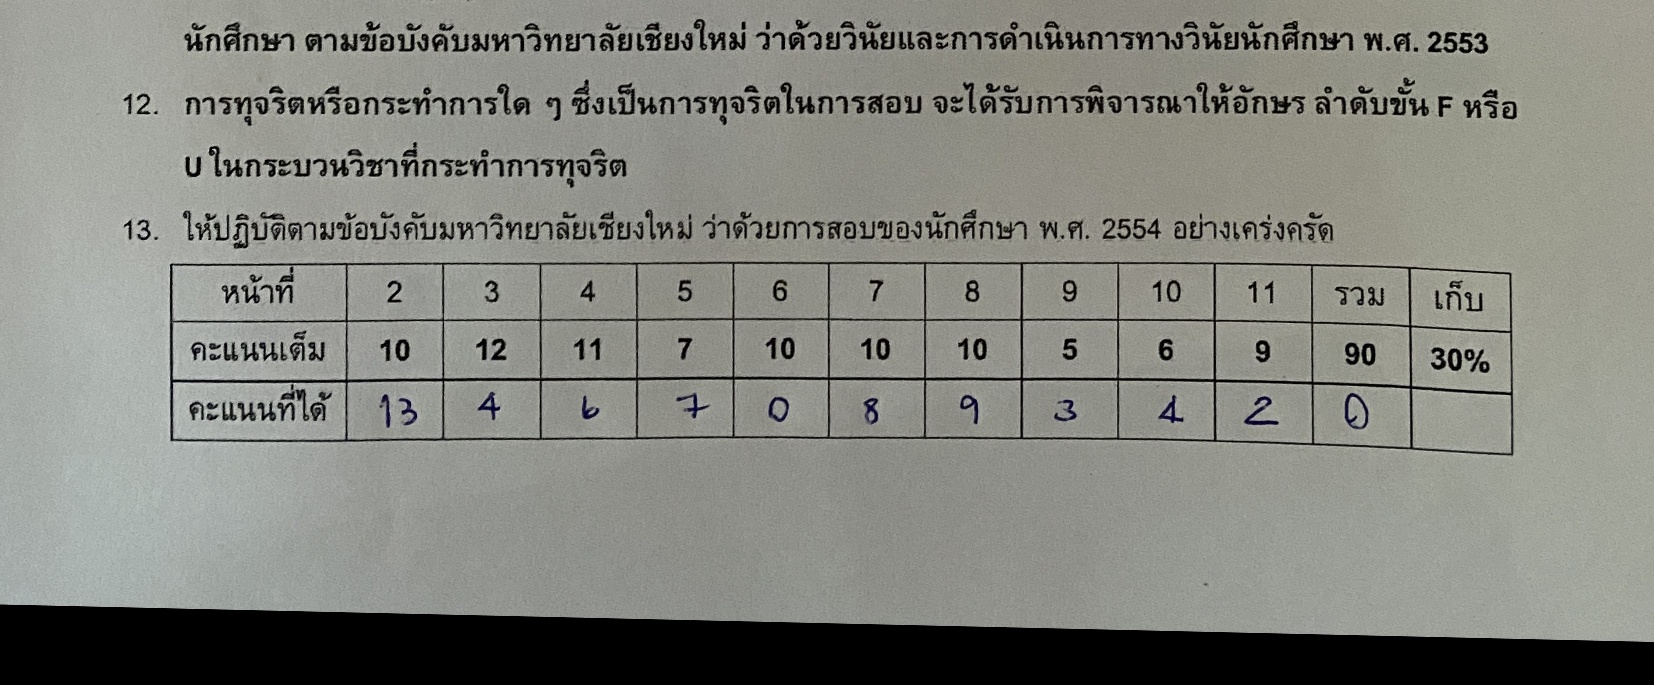 นักศึกษา ตามข้อบังคับมหาวิทยาลัยเชียงใหม่ ว่าด้วยวินัยและการดำเนินการทางวินัยนักศึกษา พ.ศ. 2553
12. การทุจริตหรือกระทำการใด ๆ ซึ่งเป็นการทุจริตในการสอบ จะได้รับการพิจารณาให้อักษร ลำดับขั้น F หรือ
U ในกระบวนวิชาที่กระทำการทุจริต
13. ให้ปฏิบัติตามข้อบังคับมหาวิทยาลัยเชียงใหม่ ว่าด้วยการสอบของนักศึกษา พ.ศ. 2554 อย่างเคร่งครัด
หน้าที่ 2 3 4 5 6 7 8 9 10 11 รวม เก็บ
คะแนนเต็ม 10 12 11 7 10 10 10 5 6 9 90 30%
คะแนนที่ได้ 13 4 6 7 0 8 9 3 4 2 0